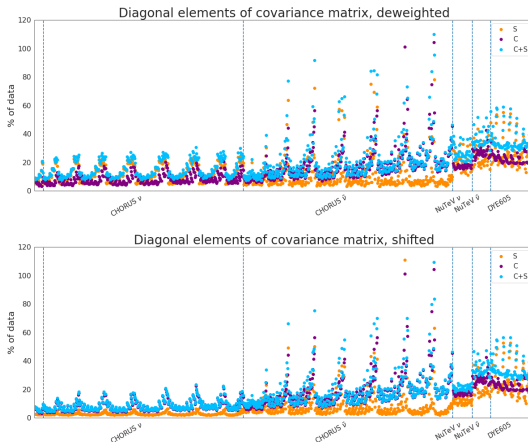 Diagonal elements of covariance matrix, deweighted
120
100
80
60
40
20
0
% of data
S
C
C+S
CHORUS ν
CHORUS ν̄
NuTeV ν
NuTeV ν̄
DYE605
Diagonal elements of covariance matrix, shifted
120
100
80
60
40
20
0
% of data
S
C
C+S
CHORUS ν
CHORUS ν̄
NuTeV ν
NuTeV ν̄
DYE605